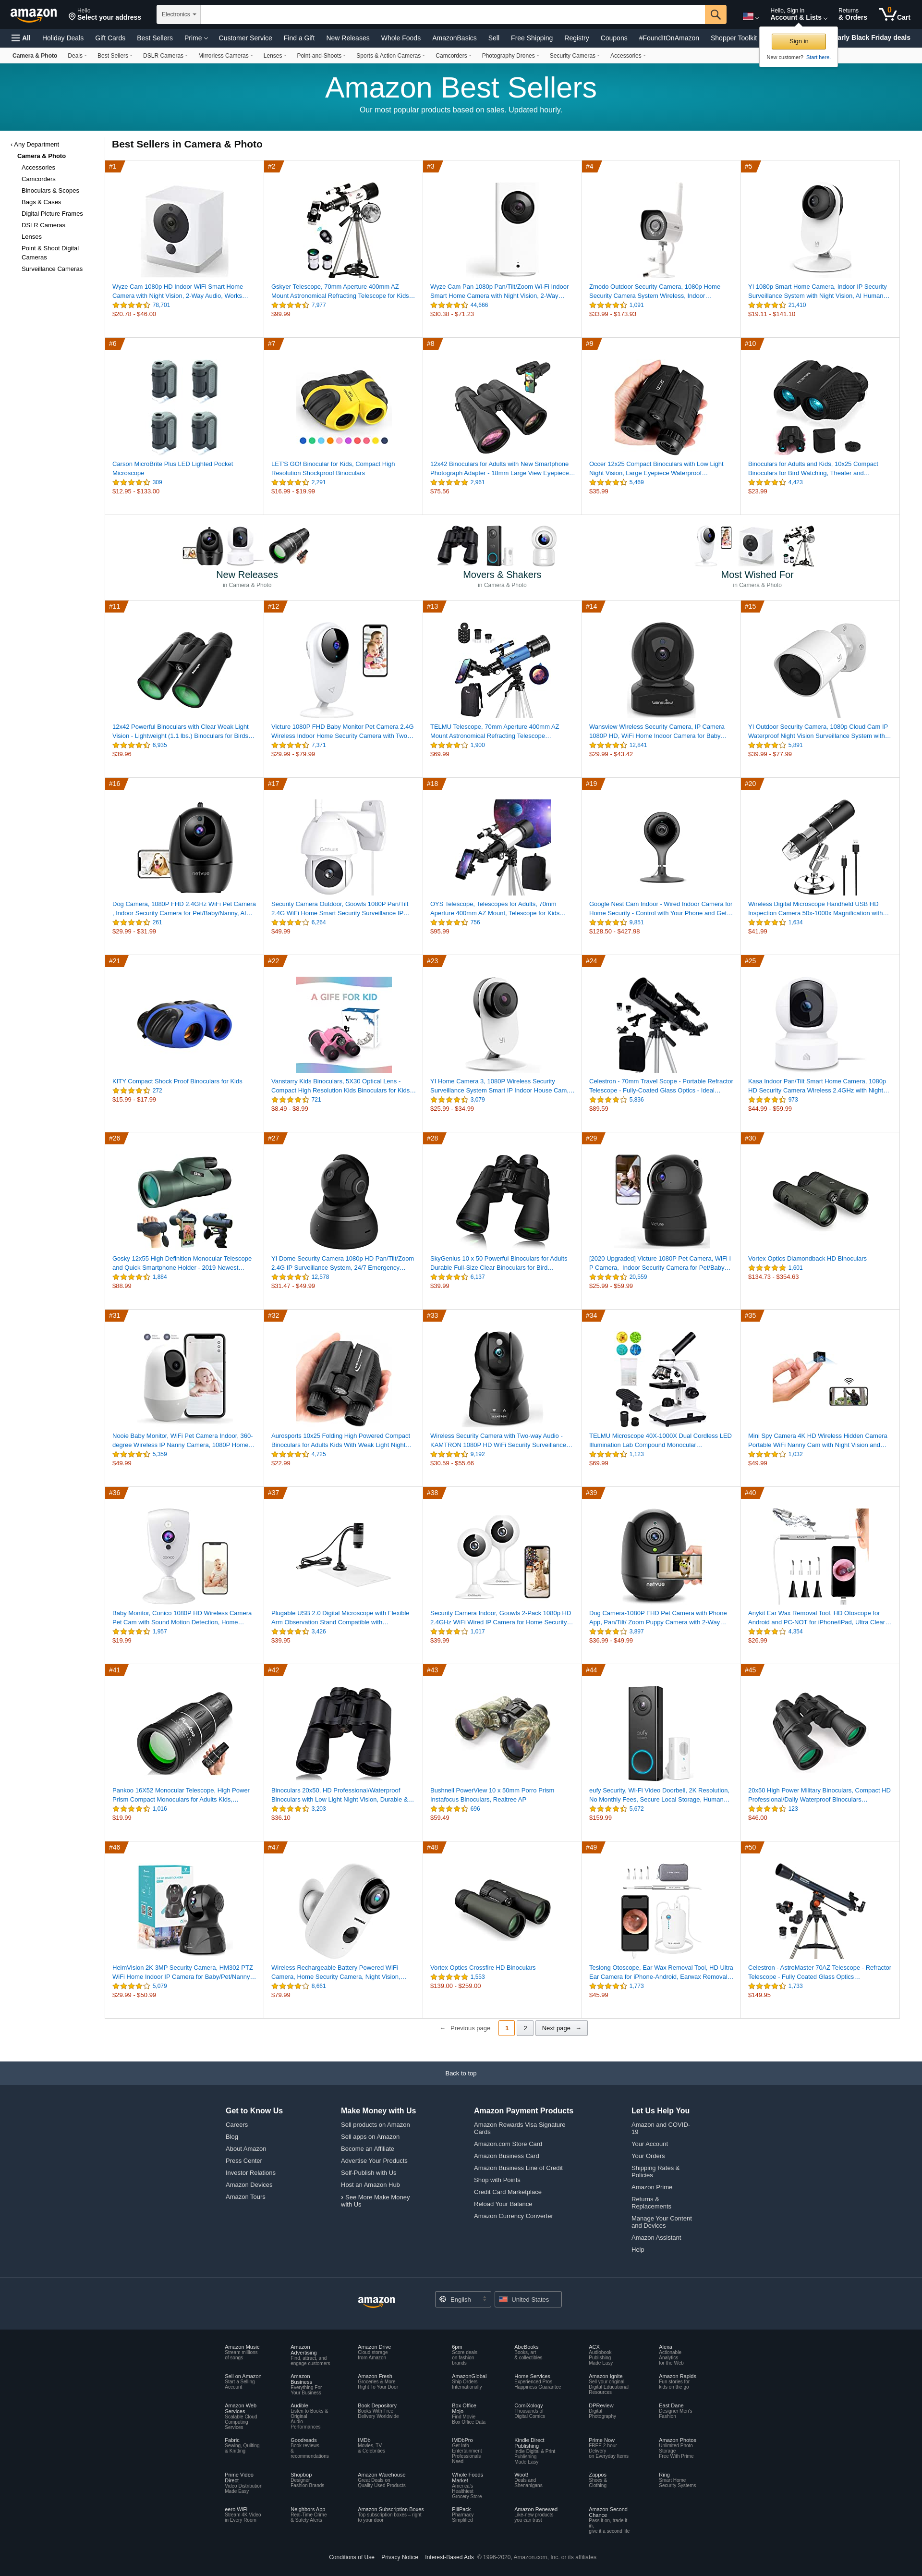 amazon
Hello
Select your address
Electronics
Hello, Sign in
Account & Lists
Returns
& Orders
0
Cart
All
Holiday Deals
Gift Cards
Best Sellers
Prime
Customer Service
Find a Gift
New Releases
Whole Foods
AmazonBasics
Sell
Free Shipping
Registry
Coupons
#FoundItOnAmazon
Shopper Toolkit
arly Black Friday deals
Sign in
New customer? Start here.
Camera & Photo
Deals
Best Sellers
DSLR Cameras
Mirrorless Cameras
Lenses
Point-and-Shoots
Sports & Action Cameras
Camcorders
Photography Drones
Security Cameras
Accessories
Amazon Best Sellers
Our most popular products based on sales. Updated hourly.
‹ Any Department
Camera & Photo
Accessories
Camcorders
Binoculars & Scopes
Bags & Cases
Digital Picture Frames
DSLR Cameras
Lenses
Point & Shoot Digital
Cameras
Surveillance Cameras
Best Sellers in Camera & Photo
#1
Wyze Cam 1080p HD Indoor WiFi Smart Home
Camera with Night Vision, 2-Way Audio, Works…
78,701
$20.78 - $46.00
#2
Gskyer Telescope, 70mm Aperture 400mm AZ
Mount Astronomical Refracting Telescope for Kids…
7,977
$99.99
#3
Wyze Cam Pan 1080p Pan/Tilt/Zoom Wi-Fi Indoor
Smart Home Camera with Night Vision, 2-Way…
44,666
$30.38 - $71.23
#4
Zmodo Outdoor Security Camera, 1080p Home
Security Camera System Wireless, Indoor…
1,091
$33.99 - $173.93
#5
YI 1080p Smart Home Camera, Indoor IP Security
Surveillance System with Night Vision, AI Human…
21,410
$19.11 - $141.10
#6
Carson MicroBrite Plus LED Lighted Pocket
Microscope
309
$12.95 - $133.00
#7
LET'S GO! Binocular for Kids, Compact High
Resolution Shockproof Binoculars
2,291
$16.99 - $19.99
#8
12x42 Binoculars for Adults with New Smartphone
Photograph Adapter - 18mm Large View Eyepiece…
2,961
$75.56
#9
Occer 12x25 Compact Binoculars with Low Light
Night Vision, Large Eyepiece Waterproof…
5,469
$35.99
#10
Binoculars for Adults and Kids, 10x25 Compact
Binoculars for Bird Watching, Theater and…
4,423
$23.99
New Releases
in Camera & Photo
Movers & Shakers
in Camera & Photo
Most Wished For
in Camera & Photo
#11
12x42 Powerful Binoculars with Clear Weak Light
Vision - Lightweight (1.1 lbs.) Binoculars for Birds…
6,935
$39.96
#12
Victure 1080P FHD Baby Monitor Pet Camera 2.4G
Wireless Indoor Home Security Camera with Two…
7,371
$29.99 - $79.99
#13
TELMU Telescope, 70mm Aperture 400mm AZ
Mount Astronomical Refracting Telescope…
1,900
$69.99
#14
Wansview Wireless Security Camera, IP Camera
1080P HD, WiFi Home Indoor Camera for Baby…
12,841
$29.99 - $43.42
#15
YI Outdoor Security Camera, 1080p Cloud Cam IP
Waterproof Night Vision Surveillance System with…
5,891
$39.99 - $77.99
#16
netvue
Dog Camera, 1080P FHD 2.4GHz WiFi Pet Camera
, Indoor Security Camera for Pet/Baby/Nanny, AI…
261
$29.99 - $31.99
#17
Security Camera Outdoor, Goowls 1080P Pan/Tilt
2.4G WiFi Home Smart Security Surveillance IP…
6,264
$49.99
#18
OYS Telescope, Telescopes for Adults, 70mm
Aperture 400mm AZ Mount, Telescope for Kids…
756
$95.99
#19
Google Nest Cam Indoor - Wired Indoor Camera for
Home Security - Control with Your Phone and Get…
9,851
$128.50 - $427.98
#20
Wireless Digital Microscope Handheld USB HD
Inspection Camera 50x-1000x Magnification with…
1,634
$41.99
#21
KITY Compact Shock Proof Binoculars for Kids
272
$15.99 - $17.99
#22
A GIFE FOR KID
Vanstarry Kids Binoculars, 5X30 Optical Lens -
Compact High Resolution Kids Binoculars for Kids…
721
$8.49 - $8.99
#23
YI Home Camera 3, 1080P Wireless Security
Surveillance System Smart IP Indoor House Cam,…
3,079
$25.99 - $34.99
#24
Celestron - 70mm Travel Scope - Portable Refractor
Telescope - Fully-Coated Glass Optics - Ideal…
5,836
$89.59
#25
Kasa Indoor Pan/Tilt Smart Home Camera, 1080p
HD Security Camera Wireless 2.4GHz with Night…
973
$44.99 - $59.99
#26
Gosky 12x55 High Definition Monocular Telescope
and Quick Smartphone Holder - 2019 Newest…
1,884
$88.99
#27
YI Dome Security Camera 1080p HD Pan/Tilt/Zoom
2.4G IP Surveillance System, 24/7 Emergency…
12,578
$31.47 - $49.99
#28
SkyGenius 10 x 50 Powerful Binoculars for Adults
Durable Full-Size Clear Binoculars for Bird…
6,137
$39.99
#29
[2020 Upgraded] Victure 1080P Pet Camera, WiFi I
P Camera, Indoor Security Camera for Pet/Baby…
20,559
$25.99 - $59.99
#30
Vortex Optics Diamondback HD Binoculars
1,601
$134.73 - $354.63
#31
Nooie Baby Monitor, WiFi Pet Camera Indoor, 360-
degree Wireless IP Nanny Camera, 1080P Home…
5,359
$49.99
#32
Aurosports 10x25 Folding High Powered Compact
Binoculars for Adults Kids With Weak Light Night…
4,725
$22.99
#33
Wireless Security Camera with Two-way Audio -
KAMTRON 1080P HD WiFi Security Surveillance…
9,192
$30.59 - $55.66
#34
TELMU Microscope 40X-1000X Dual Cordless LED
Illumination Lab Compound Monocular…
1,123
$69.99
#35
Mini Spy Camera 4K HD Wireless Hidden Camera
Portable WiFi Nanny Cam with Night Vision and…
1,032
$49.99
#36
Baby Monitor, Conico 1080P HD Wireless Camera
Pet Cam with Sound Motion Detection, Home…
1,957
$19.99
#37
Plugable USB 2.0 Digital Microscope with Flexible
Arm Observation Stand Compatible with…
3,426
$39.95
#38
Security Camera Indoor, Goowls 2-Pack 1080p HD
2.4GHz WiFi Wired IP Camera for Home Security…
1,017
$39.99
#39
netvue
Dog Camera-1080P FHD Pet Camera with Phone
App, Pan/Tilt/ Zoom Puppy Camera with 2-Way…
3,897
$36.99 - $49.99
#40
Anykit Ear Wax Removal Tool, HD Otoscope for
Android and PC-NOT for iPhone/IPad, Ultra Clear…
4,354
$26.99
#41
Pankoo 16X52 Monocular Telescope, High Power
Prism Compact Monoculars for Adults Kids,…
1,016
$19.99
#42
Binoculars 20x50, HD Professional/Waterproof
Binoculars with Low Light Night Vision, Durable &…
3,203
$36.10
#43
Bushnell PowerView 10 x 50mm Porro Prism
Instafocus Binoculars, Realtree AP
696
$59.49
#44
eufy Security, Wi-Fi Video Doorbell, 2K Resolution,
No Monthly Fees, Secure Local Storage, Human…
5,672
$159.99
#45
20x50 High Power Military Binoculars, Compact HD
Professional/Daily Waterproof Binoculars…
123
$46.00
#46
HeimVision 2K 3MP Security Camera, HM302 PTZ
WiFi Home Indoor IP Camera for Baby/Pet/Nanny…
5,079
$29.99 - $50.99
#47
Wireless Rechargeable Battery Powered WiFi
Camera, Home Security Camera, Night Vision,…
8,661
$79.99
#48
Vortex Optics Crossfire HD Binoculars
1,553
$139.00 - $259.00
#49
Teslong Otoscope, Ear Wax Removal Tool, HD Ultra
Ear Camera for iPhone-Android, Earwax Removal…
1,773
$45.99
#50
Celestron - AstroMaster 70AZ Telescope - Refractor
Telescope - Fully Coated Glass Optics…
1,733
$149.95
← Previous page 1 2 Next page →
Back to top
Get to Know Us
Careers
Blog
About Amazon
Press Center
Investor Relations
Amazon Devices
Amazon Tours
Make Money with Us
Sell products on Amazon
Sell apps on Amazon
Become an Affiliate
Advertise Your Products
Self-Publish with Us
Host an Amazon Hub
› See More Make Money
with Us
Amazon Payment Products
Amazon Rewards Visa Signature
Cards
Amazon.com Store Card
Amazon Business Card
Amazon Business Line of Credit
Shop with Points
Credit Card Marketplace
Reload Your Balance
Amazon Currency Converter
Let Us Help You
Amazon and COVID-
19
Your Account
Your Orders
Shipping Rates &
Policies
Amazon Prime
Returns &
Replacements
Manage Your Content
and Devices
Amazon Assistant
Help
amazon
English
United States
Amazon Music
Stream millions
of songs
Amazon
Advertising
Find, attract, and
engage customers
Amazon Drive
Cloud storage
from Amazon
6pm
Score deals
on fashion
brands
AbeBooks
Books, art
& collectibles
ACX
Audiobook
Publishing
Made Easy
Alexa
Actionable
Analytics
for the Web
Sell on Amazon
Start a Selling
Account
Amazon
Business
Everything For
Your Business
Amazon Fresh
Groceries & More
Right To Your Door
AmazonGlobal
Ship Orders
Internationally
Home Services
Experienced Pros
Happiness Guarantee
Amazon Ignite
Sell your original
Digital Educational
Resources
Amazon Rapids
Fun stories for
kids on the go
Amazon Web
Services
Scalable Cloud
Computing
Services
Audible
Listen to Books &
Original
Audio
Performances
Book Depository
Books With Free
Delivery Worldwide
Box Office
Mojo
Find Movie
Box Office Data
ComiXology
Thousands of
Digital Comics
DPReview
Digital
Photography
East Dane
Designer Men's
Fashion
Fabric
Sewing, Quilting
& Knitting
Goodreads
Book reviews
&
recommendations
IMDb
Movies, TV
& Celebrities
IMDbPro
Get Info
Entertainment
Professionals
Need
Kindle Direct
Publishing
Indie Digital & Print
Publishing
Made Easy
Prime Now
FREE 2-hour
Delivery
on Everyday Items
Amazon Photos
Unlimited Photo
Storage
Free With Prime
Prime Video
Direct
Video Distribution
Made Easy
Shopbop
Designer
Fashion Brands
Amazon Warehouse
Great Deals on
Quality Used Products
Whole Foods
Market
America's
Healthiest
Grocery Store
Woot!
Deals and
Shenanigans
Zappos
Shoes &
Clothing
Ring
Smart Home
Security Systems
eero WiFi
Stream 4K Video
in Every Room
Neighbors App
Real-Time Crime
& Safety Alerts
Amazon Subscription Boxes
Top subscription boxes – right
to your door
PillPack
Pharmacy
Simplified
Amazon Renewed
Like-new products
you can trust
Amazon Second
Chance
Pass it on, trade it
in,
give it a second life
Conditions of Use Privacy Notice Interest-Based Ads © 1996-2020, Amazon.com, Inc. or its affiliates